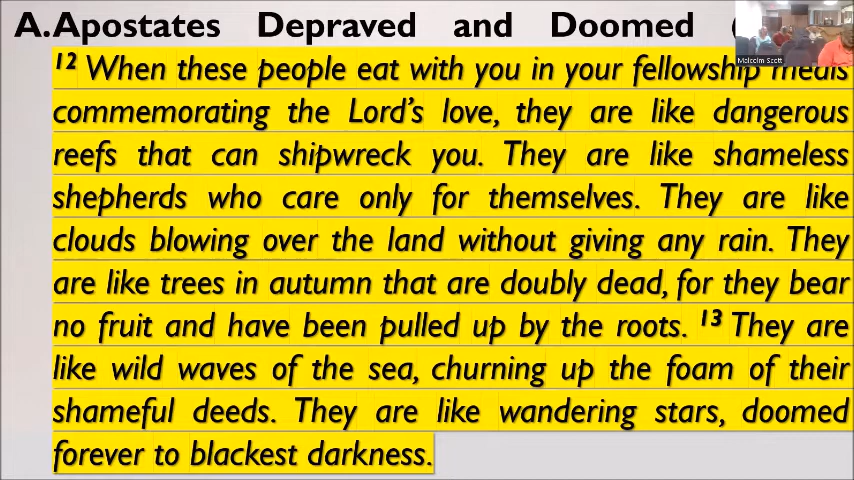 A. Apostates Depraved and Doomed (
Malcolm Scott
12 When these people eat with you in your fellowship meals
commemorating the Lord's love, they are like dangerous
reefs that can shipwreck you. They are like shameless
shepherds who care only for themselves. They are like
clouds blowing over the land without giving any rain. They
are like trees in autumn that are doubly dead, for they bear
no fruit and have been pulled up by the roots. 13 They are
like wild waves of the sea, churning up the foam of their
shameful deeds. They are like wandering stars, doomed
forever to blackest darkness.